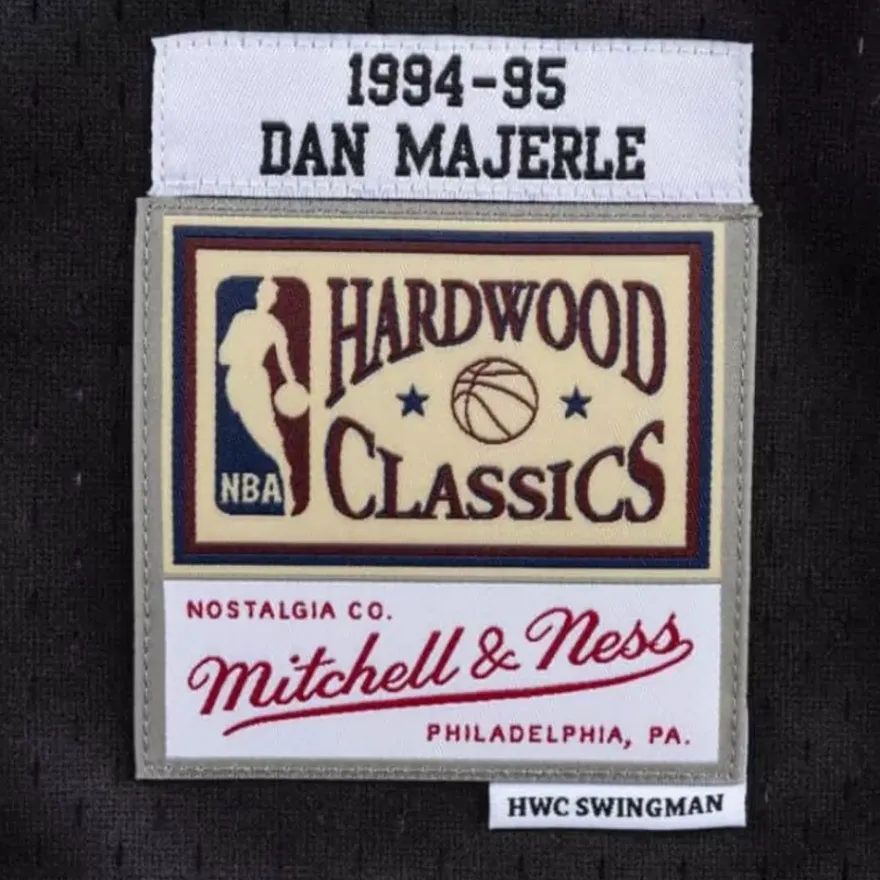 1994-95
DAN MAJERLE
HARDWOOD
CLASSICS
NBA
NOSTALGIA CO.
Mitchell & Ness
PHILADELPHIA, PA.
HWC SWINGMAN